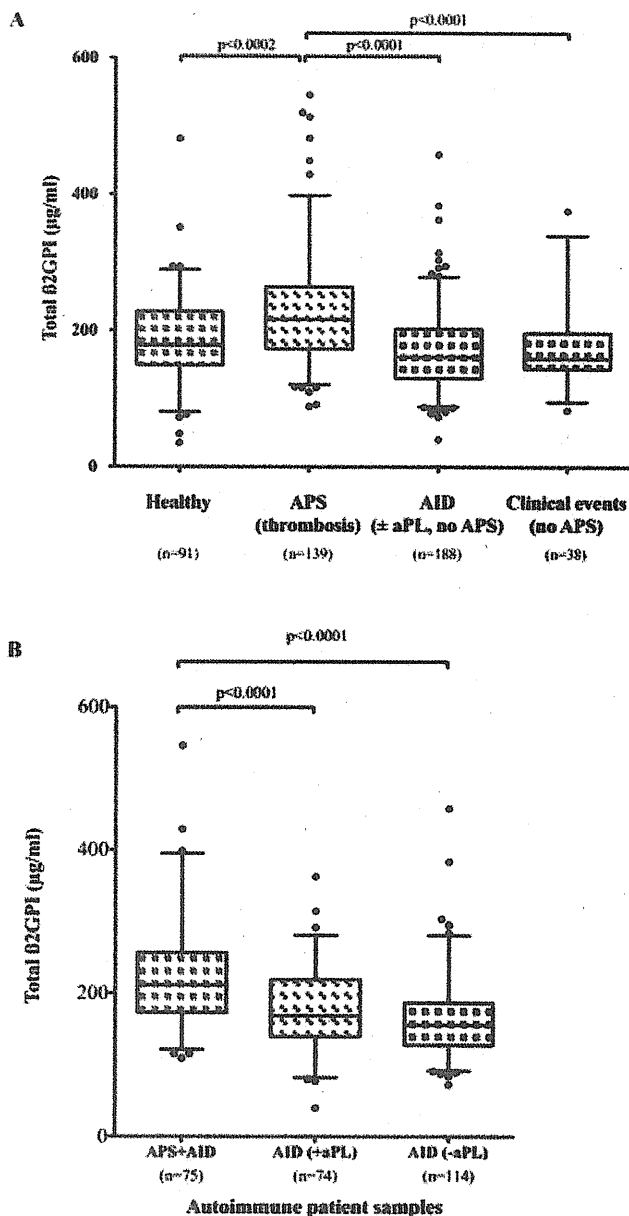 A
p<0.0001
p<0.0002
p<0.0001
600
400
200
0
Total ß2GPI (µg/ml)
Healthy
APS
AID
Clinical events
(thrombosis)
(± aPL, no APS)
(no APS)
(n=91)
(n=139)
(n=188)
(n=38)
p<0.0001
B
p<0.0001
600
400
200
0
Total ß2GPI (µg/ml)
APS+AID
AID (+aPL)
AID (-aPL)
(n=75)
(n=74)
(n=114)
Autoimmune patient samples